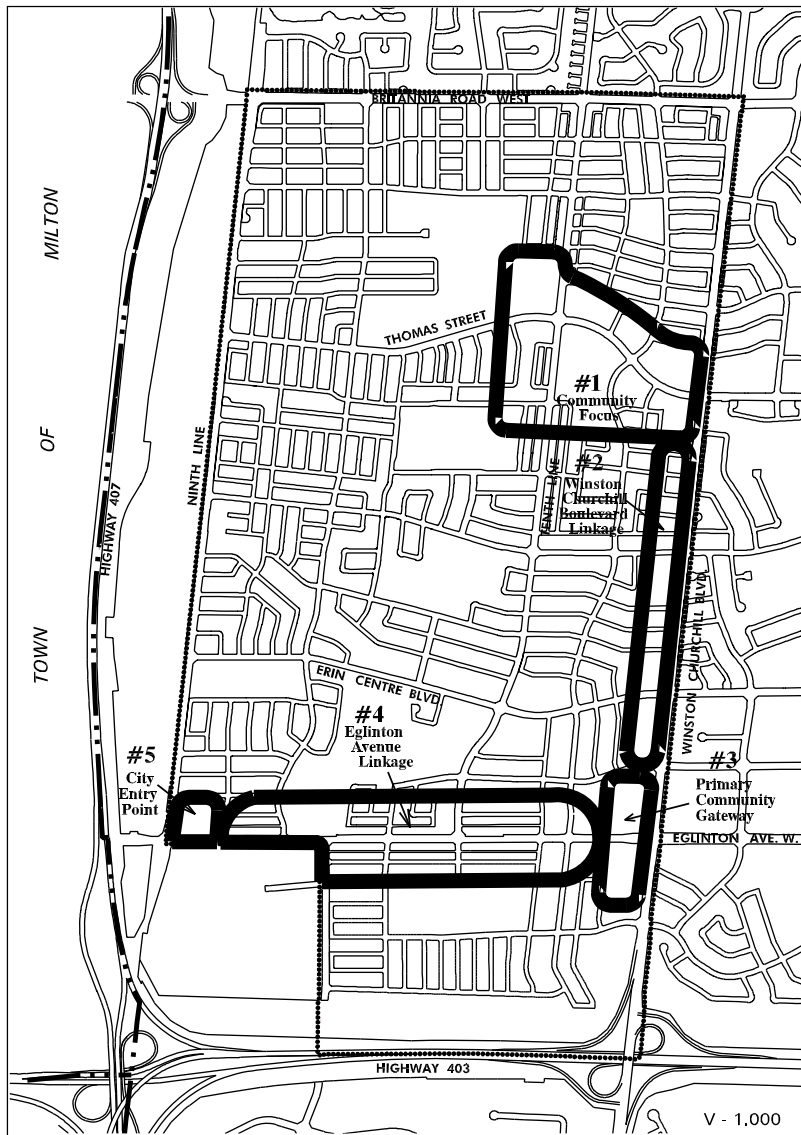 BRITANNIA ROAD WEST
MILTON
THOMAS STREET
#1
Community
Focus
OF
NINTH LINE
#2
Winston
Churchill
Boulevard
Linkage
TENTH LINE
HIGHWAY 407
TOWN
WINSTON CHURCHILL BLVD.
ERIN CENTRE BLVD
#4
Eglinton
Avenue
Linkage
#5
City
Entry
Point
#3
Primary
Community
Gateway
EGLINTON AVE. W.
HIGHWAY 403
V - 1.000